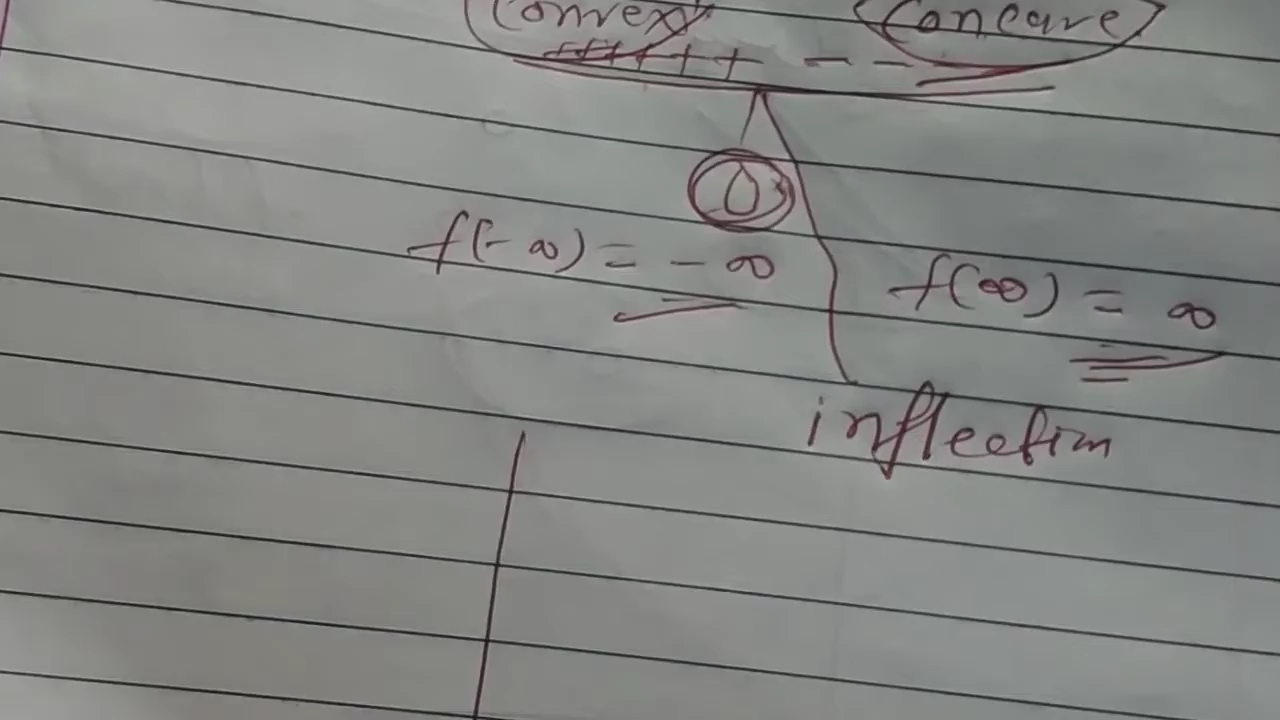 Convex Concave
+++++ - - -
0
f(-∞) = -∞ f(∞) = ∞
inflection